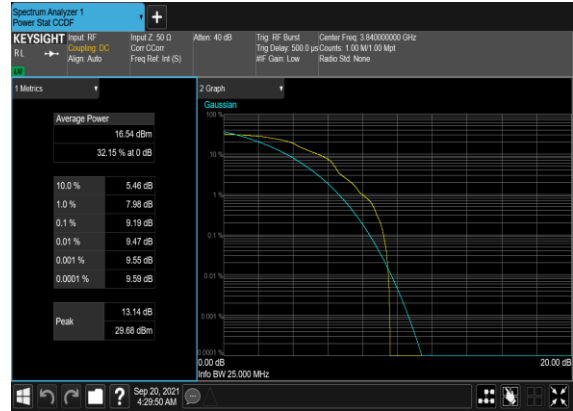 Spectrum Analyzer 1
Power Stat CCDF
KEYSIGHT
R L
LXI
Input: RF
Coupling: DC
Align: Auto
Input Z: 50 Ω
Corr CCorr
Freq Ref: Int (S)
Atten: 40 dB
Trig: RF Burst
Trig Delay: 500.0 µs
#IF Gain: Low
Center Freq: 3.840000000 GHz
Counts: 1.00 M/1.00 Mpt
Radio Std: None
1 Metrics
Average Power
16.54 dBm
32.15 % at 0 dB
10.0 % 5.46 dB
1.0 % 7.98 dB
0.1 % 9.19 dB
0.01 % 9.47 dB
0.001 % 9.55 dB
0.0001 % 9.59 dB
Peak
13.14 dB
29.68 dBm
2 Graph
Gaussian
100 %
10 %
1 %
0.1 %
0.01 %
0.001 %
0.0001 %
0.00 dB
20.00 dB
Info BW 25.000 MHz
?
Sep 20, 2021
4:29:50 AM